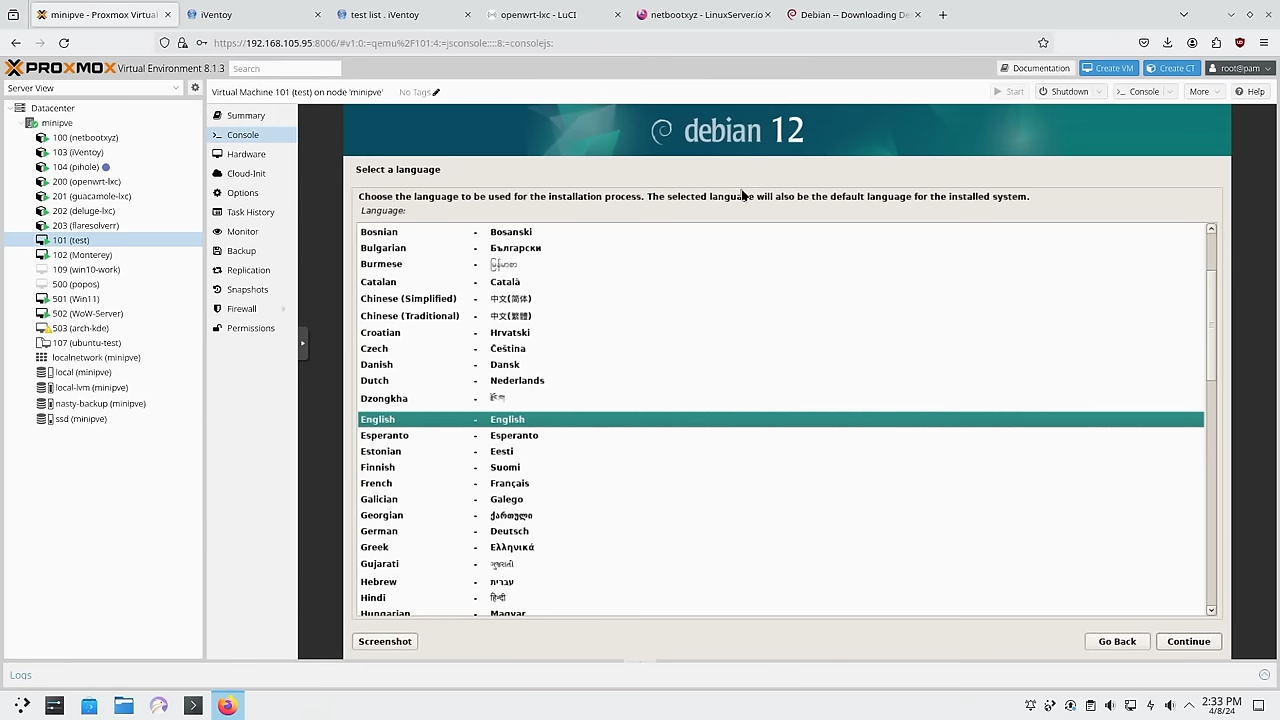 minipve - Proxmox Virtual
iVentoy
test list . iVentoy
openwrt-lxc - LuCI
netbootxyz - LinuxServer.io
Debian -- Downloading De
https://192.168.105.95:8006/#v1:0:=qemu%2F101:4:=jsconsole::::8:=consolejs:
PROXMOX Virtual Environment 8.1.3
Search
Documentation
Create VM
Create CT
root@pam
Server View
Virtual Machine 101 (test) on node 'minipve'
No Tags
Start
Shutdown
Console
More
Help
Datacenter
minipve
100 (netbootxyz)
103 (iVentoy)
104 (pihole)
200 (openwrt-lxc)
201 (guacamole-lxc)
202 (deluge-lxc)
203 (flaresolverr)
101 (test)
102 (Monterey)
109 (win10-work)
500 (popos)
501 (Win11)
502 (WoW-Server)
503 (arch-kde)
107 (ubuntu-test)
localnetwork (minipve)
local (minipve)
local-lvm (minipve)
nasty-backup (minipve)
ssd (minipve)
Summary
Console
Hardware
Cloud-Init
Options
Task History
Monitor
Backup
Replication
Snapshots
Firewall
Permissions
debian 12
Select a language
Choose the language to be used for the installation process. The selected language will also be the default language for the installed system.
Language:
Bosnian - Bosanski
Bulgarian - Български
Burmese - မြန်မာစာ
Catalan - Català
Chinese (Simplified) - 中文(简体)
Chinese (Traditional) - 中文(繁體)
Croatian - Hrvatski
Czech - Čeština
Danish - Dansk
Dutch - Nederlands
Dzongkha - རྫོང་ཁ།
English - English
Esperanto - Esperanto
Estonian - Eesti
Finnish - Suomi
French - Français
Galician - Galego
Georgian - ქართული
German - Deutsch
Greek - Ελληνικά
Gujarati - ગુજરાતી
Hebrew - עברית
Hindi - हिन्दी
Hungarian - Magyar
Screenshot
Go Back
Continue
Logs
2:33 PM
4/8/24